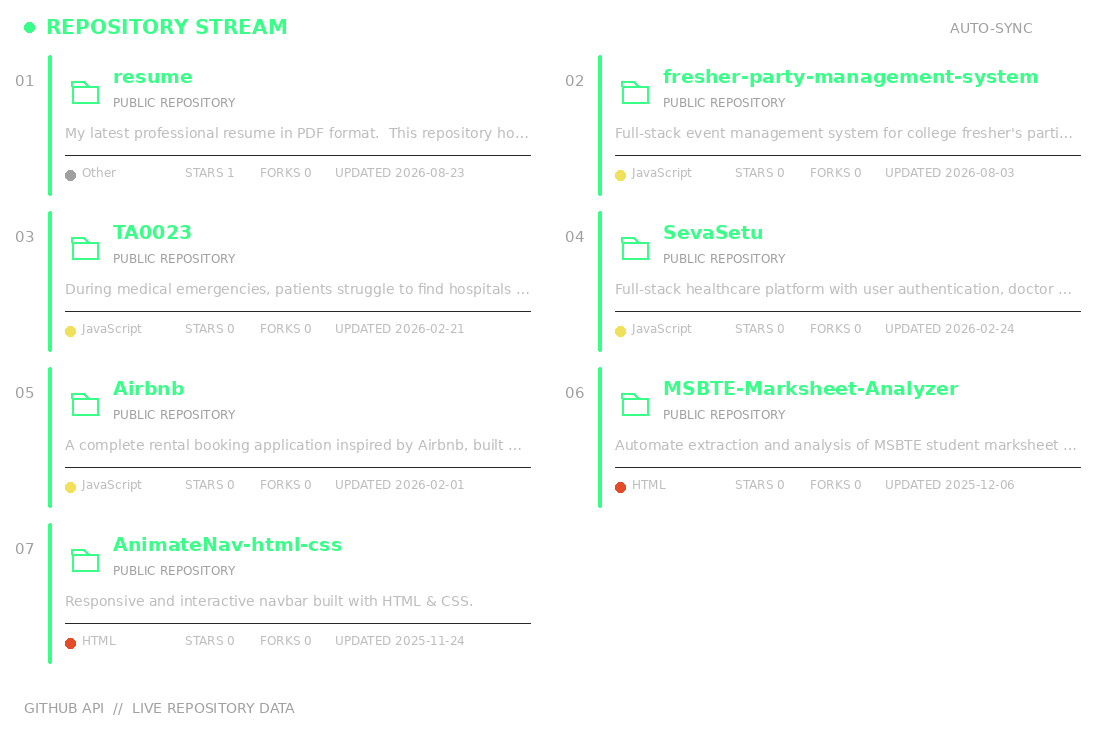 REPOSITORY STREAM
AUTO-SYNC
01
resume
PUBLIC REPOSITORY
My latest professional resume in PDF format.  This repository ho...
Other STARS 1 FORKS 0 UPDATED 2026-08-23
02
fresher-party-management-system
PUBLIC REPOSITORY
Full-stack event management system for college fresher's parti...
JavaScript STARS 0 FORKS 0 UPDATED 2026-08-03
03
TA0023
PUBLIC REPOSITORY
During medical emergencies, patients struggle to find hospitals ...
JavaScript STARS 0 FORKS 0 UPDATED 2026-02-21
04
SevaSetu
PUBLIC REPOSITORY
Full-stack healthcare platform with user authentication, doctor ...
JavaScript STARS 0 FORKS 0 UPDATED 2026-02-24
05
Airbnb
PUBLIC REPOSITORY
A complete rental booking application inspired by Airbnb, built ...
JavaScript STARS 0 FORKS 0 UPDATED 2026-02-01
06
MSBTE-Marksheet-Analyzer
PUBLIC REPOSITORY
Automate extraction and analysis of MSBTE student marksheet ...
HTML STARS 0 FORKS 0 UPDATED 2025-12-06
07
AnimateNav-html-css
PUBLIC REPOSITORY
Responsive and interactive navbar built with HTML & CSS.
HTML STARS 0 FORKS 0 UPDATED 2025-11-24
GITHUB API // LIVE REPOSITORY DATA